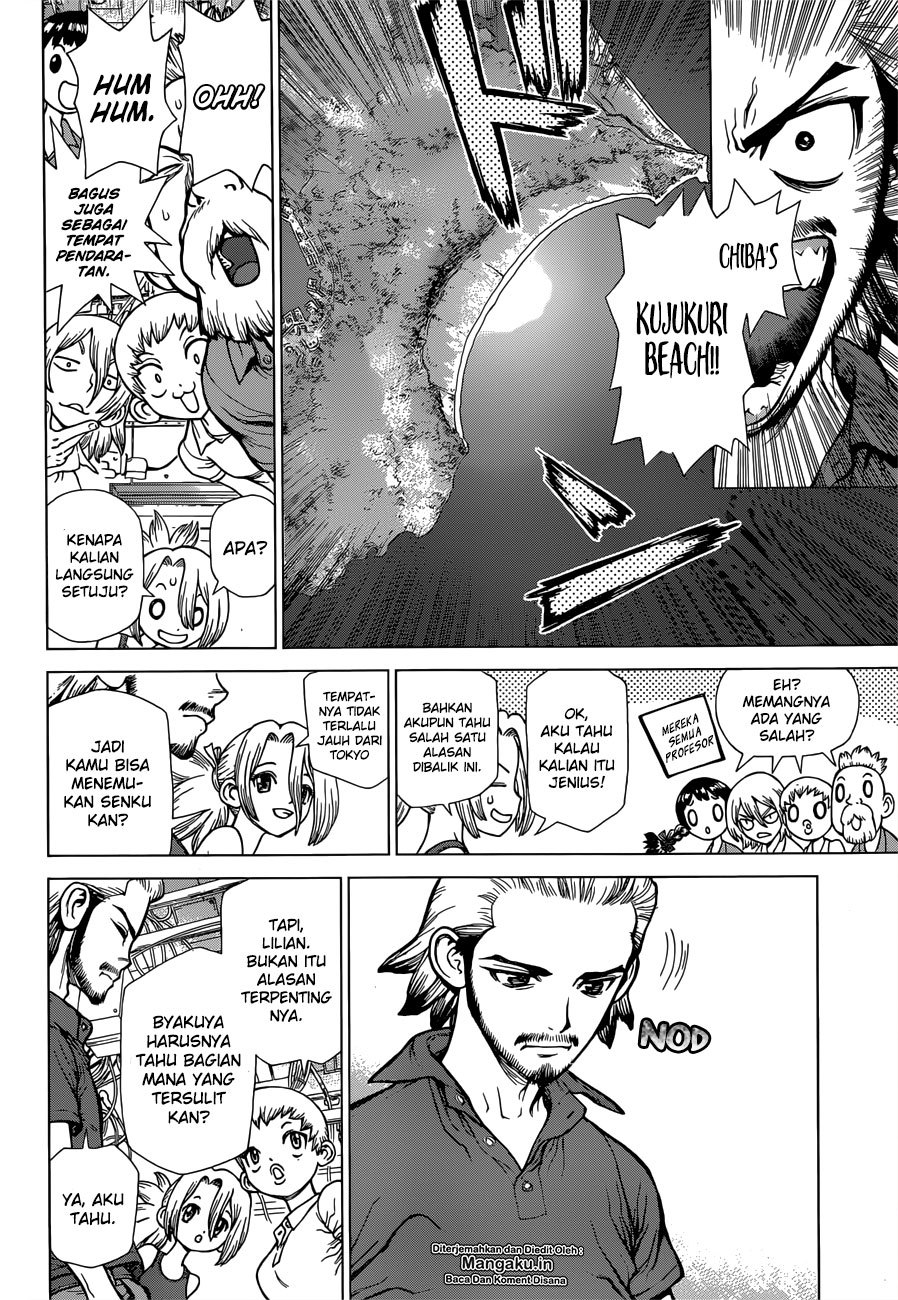 CHIBA'S
KUJUKURI
BEACH!!
ド
ン
OHH!
HUM
HUM.
BAGUS
JUGA
SEBAGAI
TEMPAT
PENDARA-
TAN.
APA?
KENAPA
KALIAN
LANGSUNG
SETUJU?
EH?
MEMANGNYA
ADA YANG
SALAH?
MEREKA
SEMUA
PROFESOR
OK,
AKU TAHU
KALAU
KALIAN ITU
JENIUS!
BAHKAN
AKUPUN TAHU
SALAH SATU
ALASAN
DIBALIK INI.
TEMPAT-
NYA TIDAK
TERLALU
JAUH DARI
TOKYO
JADI
KAMU BISA
MENEMU-
KAN SENKU
KAN?
NOD
TAPI,
LILIAN.
BUKAN ITU
ALASAN
TERPENTING
NYA.
BYAKUYA
HARUSNYA
TAHU BAGIAN
MANA YANG
TERSULIT
KAN?
YA, AKU
TAHU.
Diterjemahkan dan Diedit Oleh :
Mangaku.in
Baca Dan Koment Disana